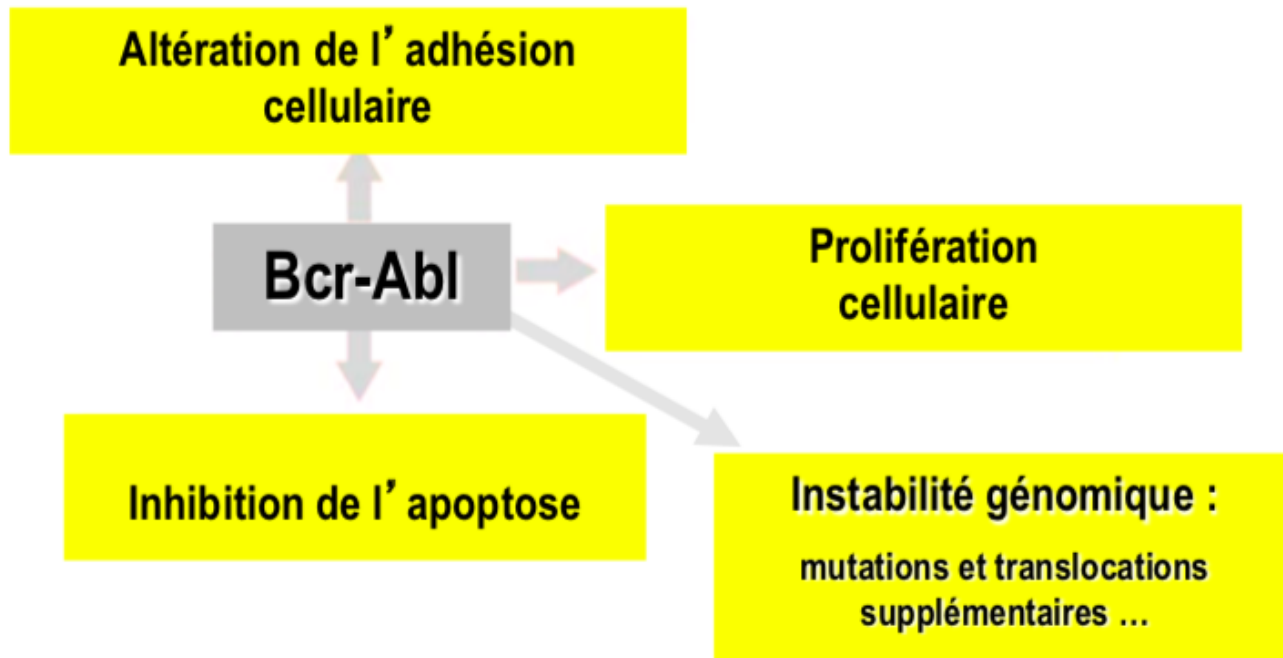 Altération de l’ adhésion
cellulaire
Bcr-Abl
Prolifération
cellulaire
Inhibition de l’ apoptose
Instabilité génomique :
mutations et translocations
supplémentaires ...